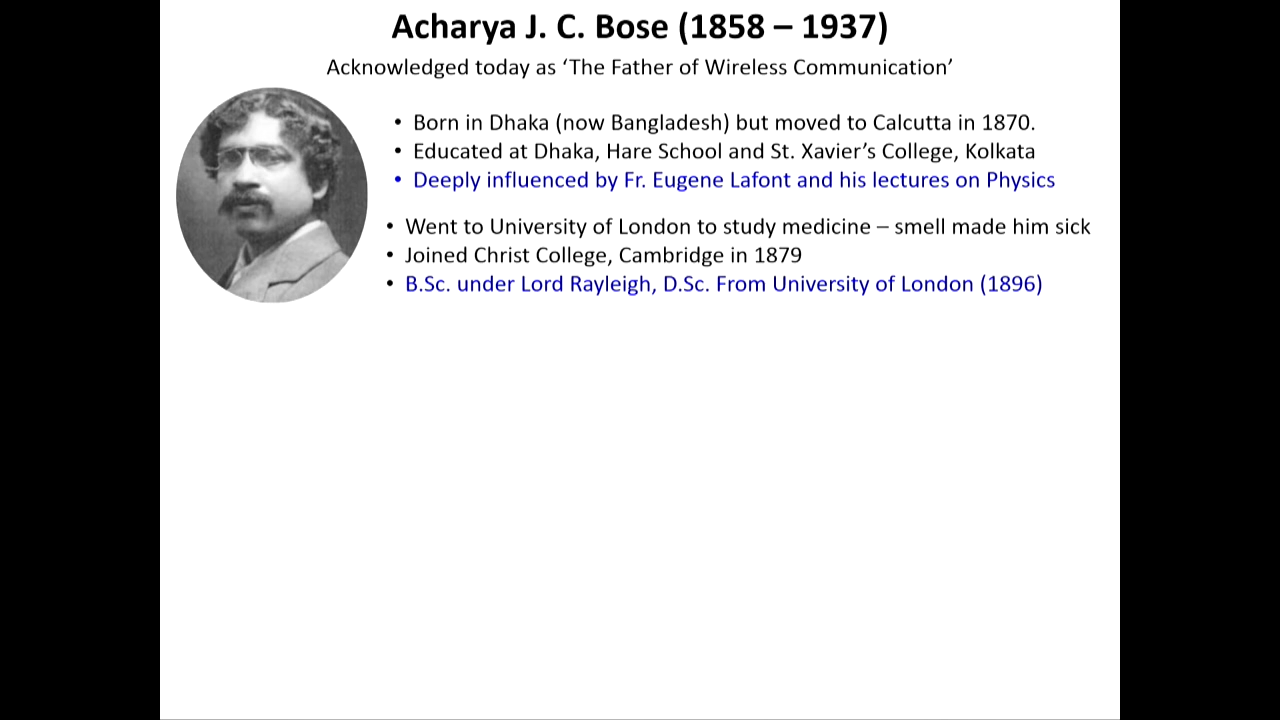 Acharya J. C. Bose (1858 – 1937)
Acknowledged today as ‘The Father of Wireless Communication’
• Born in Dhaka (now Bangladesh) but moved to Calcutta in 1870.
• Educated at Dhaka, Hare School and St. Xavier’s College, Kolkata
• Deeply influenced by Fr. Eugene Lafont and his lectures on Physics
• Went to University of London to study medicine – smell made him sick
• Joined Christ College, Cambridge in 1879
• B.Sc. under Lord Rayleigh, D.Sc. From University of London (1896)